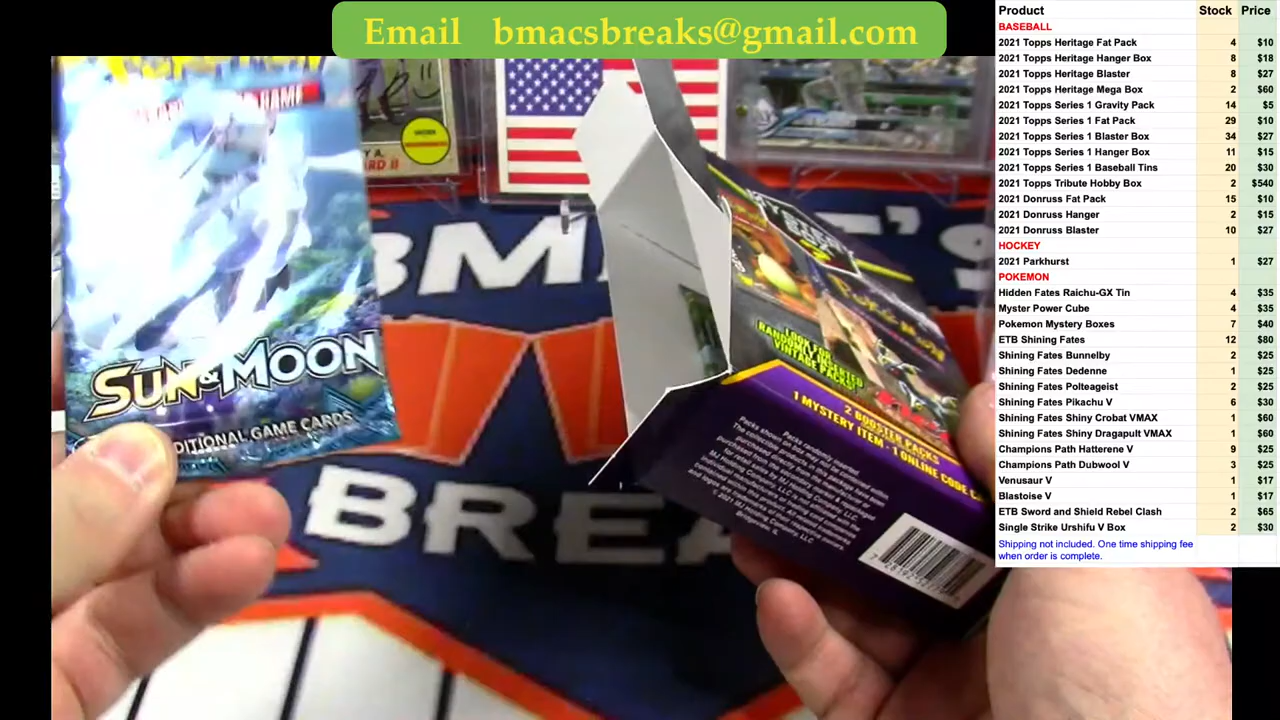 Email bmacsbreaks@gmail.com
Product Stock Price
BASEBALL
2021 Topps Heritage Fat Pack 4 $10
2021 Topps Heritage Hanger Box 8 $18
2021 Topps Heritage Blaster 8 $27
2021 Topps Heritage Mega Box 2 $60
2021 Topps Series 1 Gravity Pack 14 $5
2021 Topps Series 1 Fat Pack 29 $10
2021 Topps Series 1 Blaster Box 34 $27
2021 Topps Series 1 Hanger Box 11 $15
2021 Topps Series 1 Baseball Tins 20 $30
2021 Topps Tribute Hobby Box 2 $540
2021 Donruss Fat Pack 15 $10
2021 Donruss Hanger 2 $15
2021 Donruss Blaster 10 $27
HOCKEY
2021 Parkhurst 1 $27
POKEMON
Hidden Fates Raichu-GX Tin 4 $35
Myster Power Cube 4 $35
Pokemon Mystery Boxes 7 $40
ETB Shining Fates 12 $80
Shining Fates Bunnelby 2 $25
Shining Fates Dedenne 1 $25
Shining Fates Polteageist 2 $25
Shining Fates Pikachu V 6 $30
Shining Fates Shiny Crobat VMAX 1 $60
Shining Fates Shiny Dragapult VMAX 1 $60
Champions Path Hatterene V 9 $25
Champions Path Dubwool V 3 $25
Venusaur V 1 $17
Blastoise V 1 $17
ETB Sword and Shield Rebel Clash 2 $65
Single Strike Urshifu V Box 2 $30
Shipping not included. One time shipping fee
when order is complete.
SUN & MOON
DITIONAL GAME CARDS
LOOK FOR
RANDOMLY INSERTED
VINTAGE PACKS!
2 BOOSTER PACKS
1 MYSTERY ITEM - 1 ONLINE CODE
BM 'S
BREA